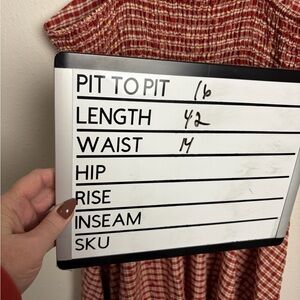 PIT TO PIT 16
LENGTH 42
WAIST 14
HIP
RISE
INSEAM
SKU